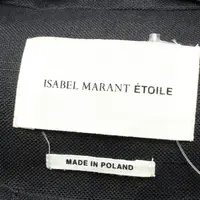 ISABEL MARANT ÉTOILE
MADE IN POLAND